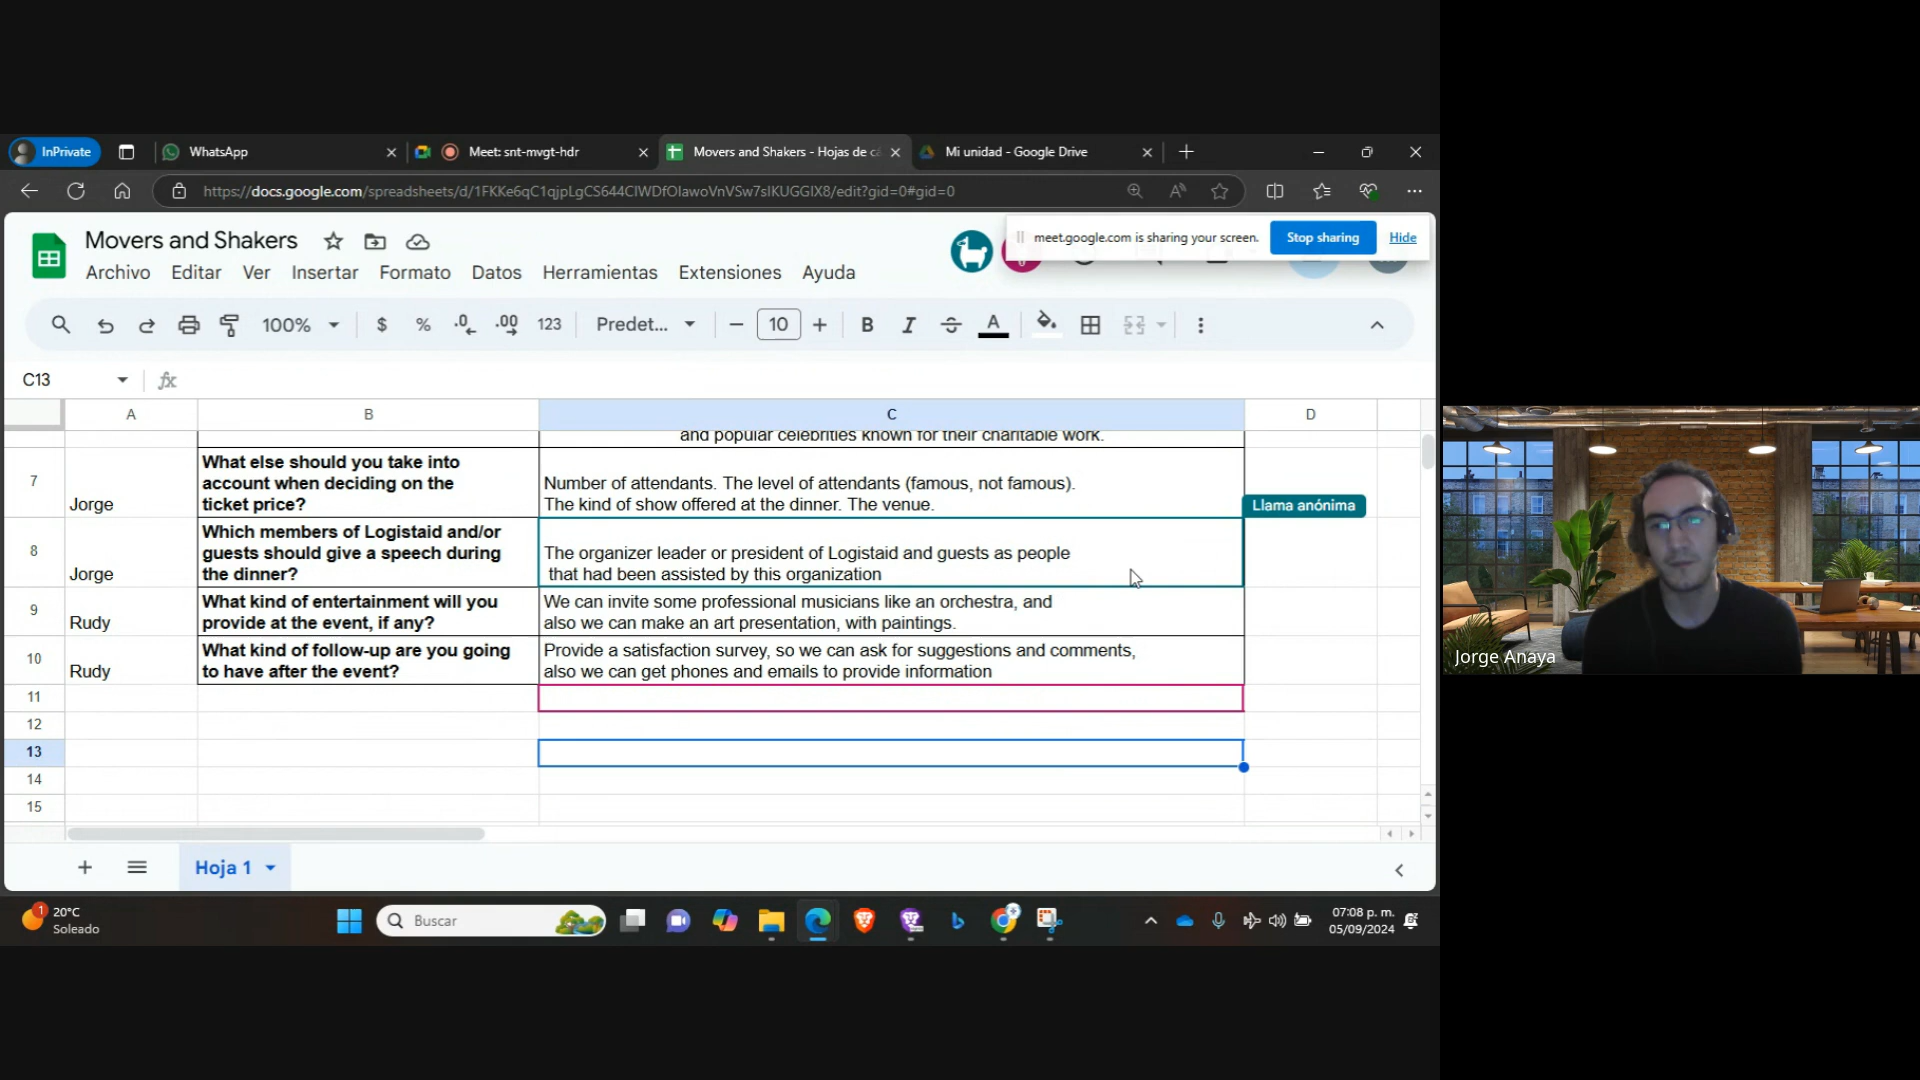 InPrivate
WhatsApp
Meet: snt-mvgt-hdr
Movers and Shakers - Hojas de cá
Mi unidad - Google Drive
https://docs.google.com/spreadsheets/d/1FKKe6qC1qjpLgCS644CIWDfOlawoVnVSw7sIKUGGIX8/edit?gid=0#gid=0
Movers and Shakers
meet.google.com is sharing your screen.
Stop sharing
Hide
Archivo Editar Ver Insertar Formato Datos Herramientas Extensiones Ayuda
100% $ % .0 .00 123 Predet... 10 B I A
C13 fx
A B C D
and popular celebrities known for their charitable work.
7
Jorge
What else should you take into
account when deciding on the
ticket price?
Number of attendants. The level of attendants (famous, not famous).
The kind of show offered at the dinner. The venue.
Llama anónima
8
Jorge
Which members of Logistaid and/or
guests should give a speech during
the dinner?
The organizer leader or president of Logistaid and guests as people
that had been assisted by this organization
9
Rudy
What kind of entertainment will you
provide at the event, if any?
We can invite some professional musicians like an orchestra, and
also we can make an art presentation, with paintings.
10
Rudy
What kind of follow-up are you going
to have after the event?
Provide a satisfaction survey, so we can ask for suggestions and comments,
also we can get phones and emails to provide information
11
12
13
14
15
Hoja 1
1
20°C
Soleado
Buscar
07:08 p. m.
05/09/2024
Jorge Anaya